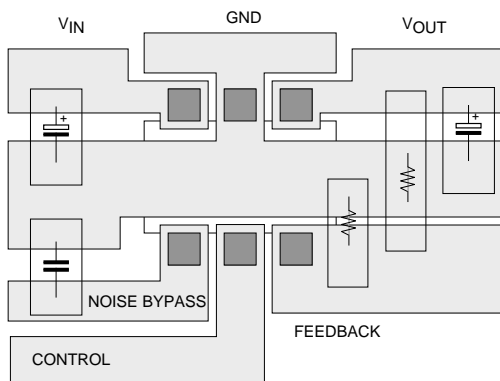 VIN
GND
VOUT
+
+
NOISE BYPASS
FEEDBACK
CONTROL